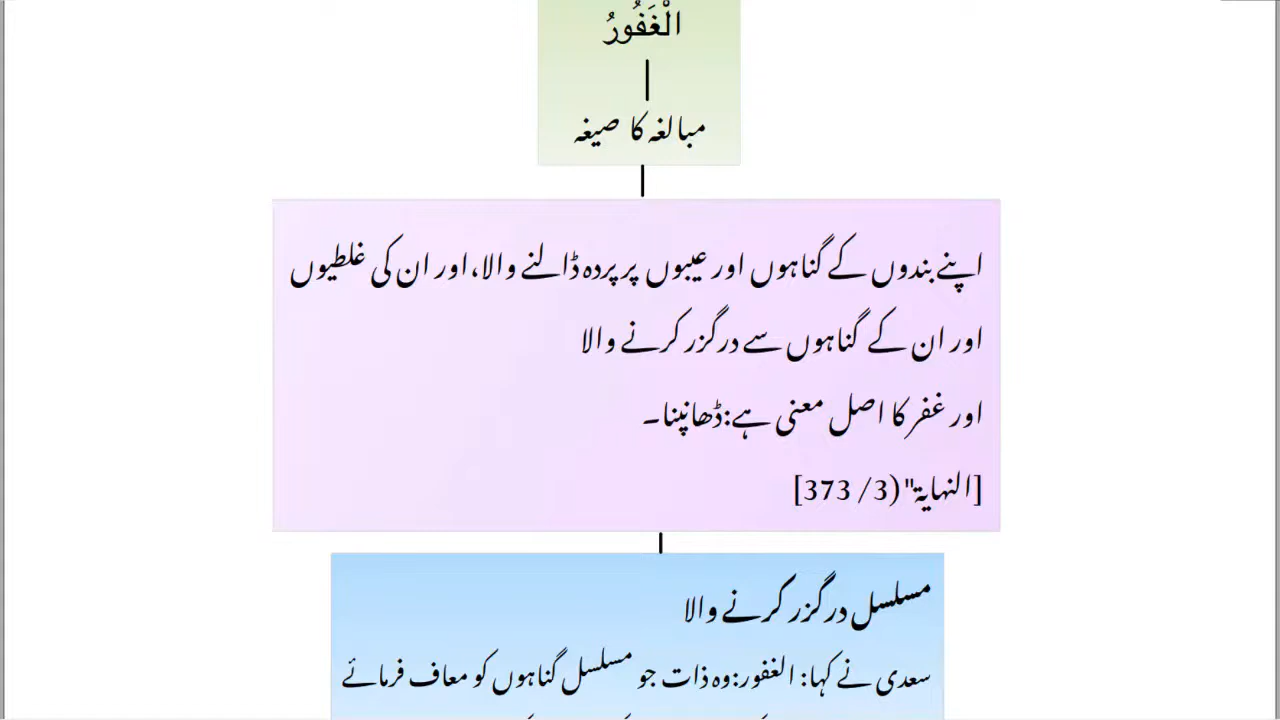 الْغَفُورُ
مبالغہ کا صیغہ
اپنے بندوں کے گناہوں اور عیبوں پر پردہ ڈالنے والا، اور ان کی غلطیوں
اور ان کے گناہوں سے درگزر کرنے والا
اور غفر کا اصل معنی ہے: ڈھانپنا۔
[النہایۃ" (3/ 373]
مسلسل درگزر کرنے والا
سعدی نے کہا: الغفور: وہ ذات جو مسلسل گناہوں کو معاف فرمائے